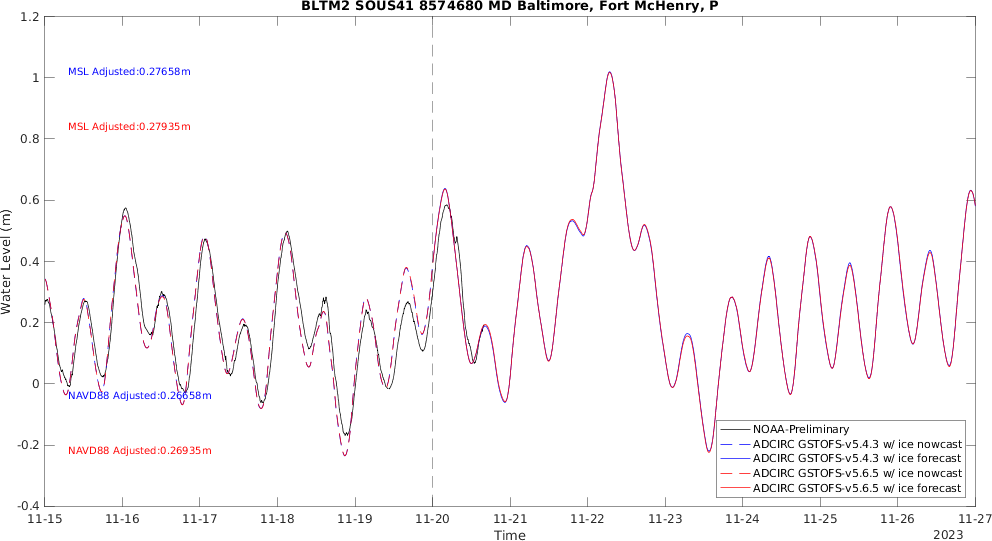 BLTM2 SOUS41 8574680 MD Baltimore, Fort McHenry, P
1.2
1
0.8
0.6
0.4
0.2
0
-0.2
-0.4
Water Level (m)
MSL Adjusted:0.27658m
MSL Adjusted:0.27935m
NAVD88 Adjusted:0.26658m
NAVD88 Adjusted:0.26935m
NOAA-Preliminary
ADCIRC GSTOFS-v5.4.3 w/ ice nowcast
ADCIRC GSTOFS-v5.4.3 w/ ice forecast
ADCIRC GSTOFS-v5.6.5 w/ ice nowcast
ADCIRC GSTOFS-v5.6.5 w/ ice forecast
11-15 11-16 11-17 11-18 11-19 11-20 11-21 11-22 11-23 11-24 11-25 11-26 11-27
Time
2023